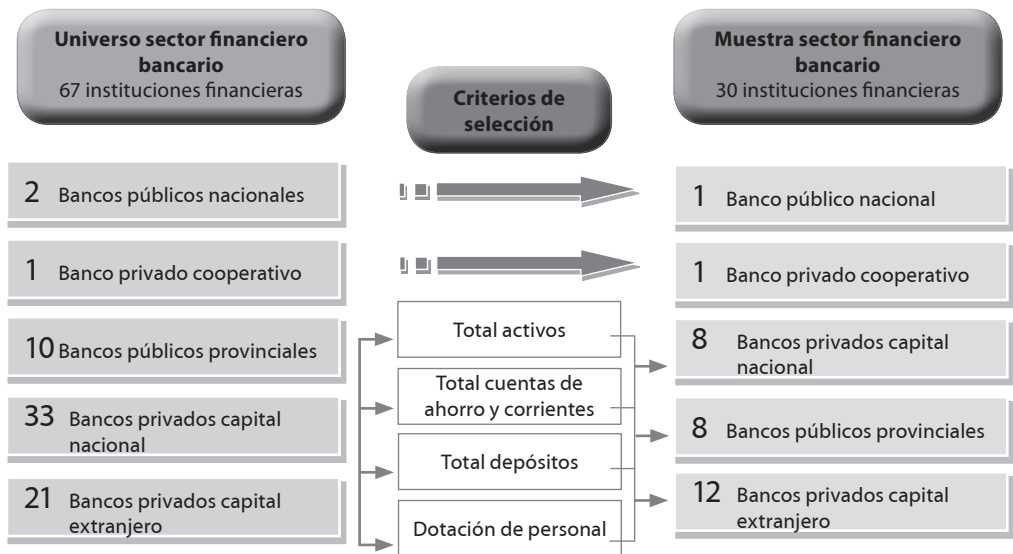 Universo sector financiero
bancario
67 instituciones financieras
2 Bancos públicos nacionales
1 Banco privado cooperativo
10 Bancos públicos provinciales
33 Bancos privados capital
nacional
21 Bancos privados capital
extranjero
Criterios de
selección
Total activos
Total cuentas de
ahorro y corrientes
Total depósitos
Dotación de personal
Muestra sector financiero
bancario
30 instituciones financieras
1 Banco público nacional
1 Banco privado cooperativo
8 Bancos privados capital
nacional
8 Bancos públicos provinciales
12 Bancos privados capital
extranjero